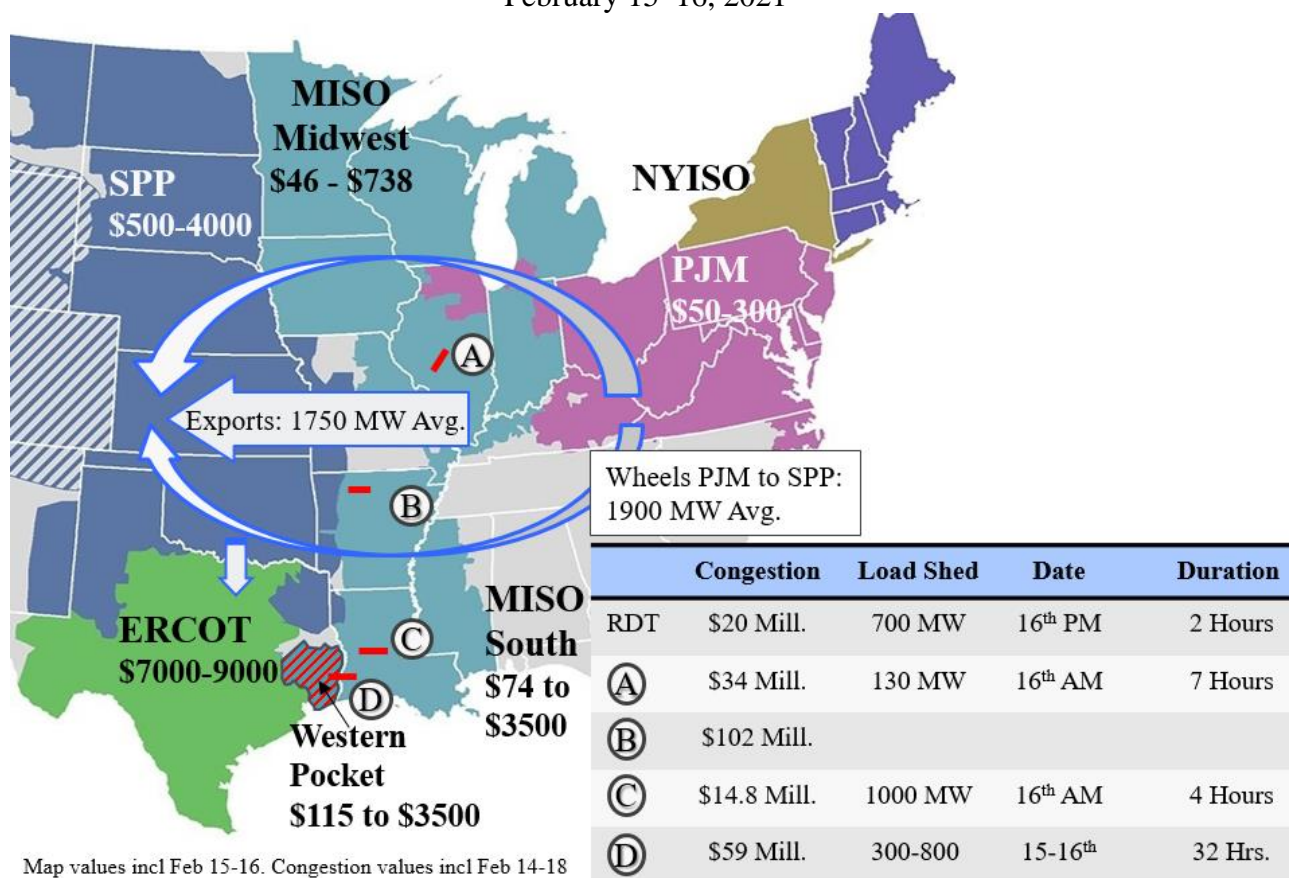 February 15–16, 2021
MISO
Midwest
$46 - $738
SPP
$500-4000
NYISO
PJM
$50-300
A
Exports: 1750 MW Avg.
B
Wheels PJM to SPP:
1900 MW Avg.
ERCOT
$7000-9000
C
D
MISO
South
$74 to
$3500
Western
Pocket
$115 to $3500
Congestion Load Shed Date Duration
RDT $20 Mill. 700 MW 16th PM 2 Hours
A $34 Mill. 130 MW 16th AM 7 Hours
B $102 Mill.
C $14.8 Mill. 1000 MW 16th AM 4 Hours
D $59 Mill. 300-800 15-16th 32 Hrs.
Map values incl Feb 15-16. Congestion values incl Feb 14-18